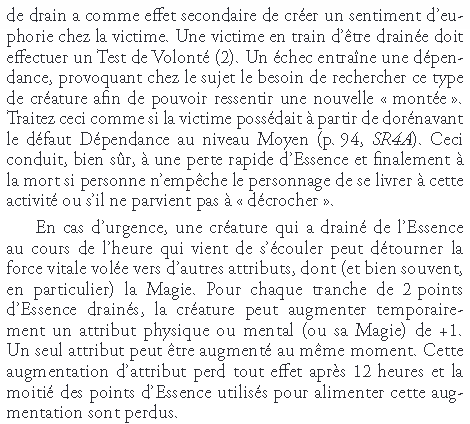 de drain a comme effet secondaire de créer un sentiment d'eu-
phorie chez la victime. Une victime en train d'être drainée doit
effectuer un Test de Volonté (2). Un échec entraîne une dépen-
dance, provoquant chez le sujet le besoin de rechercher ce type
de créature afin de pouvoir ressentir une nouvelle « montée ».
Traitez ceci comme si la victime possédait à partir de dorénavant
le défaut Dépendance au niveau Moyen (p. 94, SR4A). Ceci
conduit, bien sûr, à une perte rapide d'Essence et finalement à
la mort si personne n'empêche le personnage de se livrer à cette
activité ou s'il ne parvient pas à « décrocher ».
En cas d'urgence, une créature qui a drainé de l'Essence
au cours de l'heure qui vient de s'écouler peut détourner la
force vitale volée vers d'autres attributs, dont (et bien souvent,
en particulier) la Magie. Pour chaque tranche de 2 points
d'Essence drainés, la créature peut augmenter temporaire-
ment un attribut physique ou mental (ou sa Magie) de +1.
Un seul attribut peut être augmenté au même moment. Cette
augmentation d'attribut perd tout effet après 12 heures et la
moitié des points d'Essence utilisés pour alimenter cette aug-
mentation sont perdus.